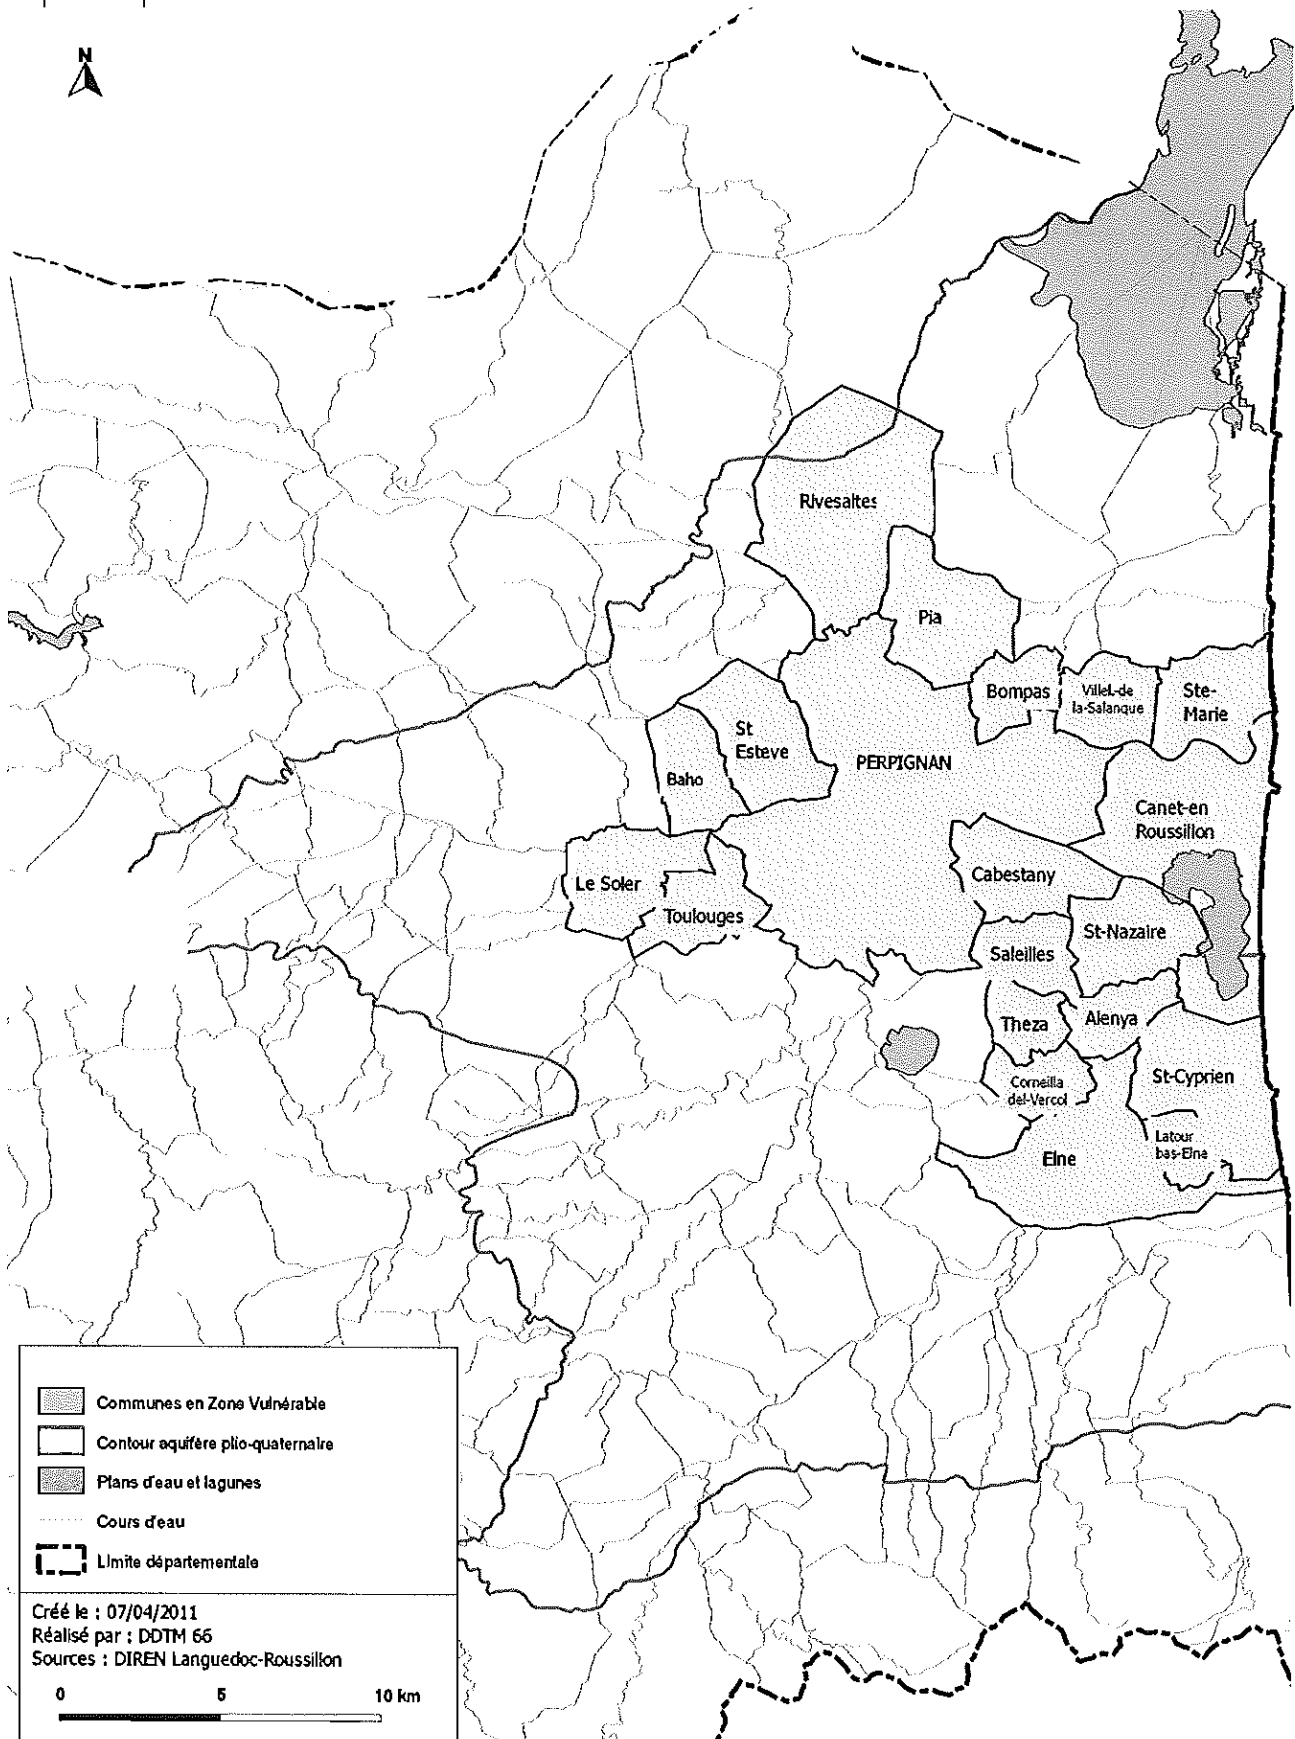 N
Rivesaltes
Pia
Bompas
Villel.-de
la-Salanque
Ste-
Marie
St
Esteve
PERPIGNAN
Baho
Canet-en
Roussillon
Le Soler
Cabestany
Toulouges
St-Nazaire
Saleilles
Theza
Alenya
Corneilla
del-Vercol
St-Cyprien
Elne
Latour
bas-Elne
Communes en Zone Vulnérable
Contour aquifère plio-quaternaire
Plans d'eau et lagunes
Cours d'eau
Limite départementale
Créé le : 07/04/2011
Réalisé par : DDTM 66
Sources : DIREN Languedoc-Roussillon
0 5 10 km